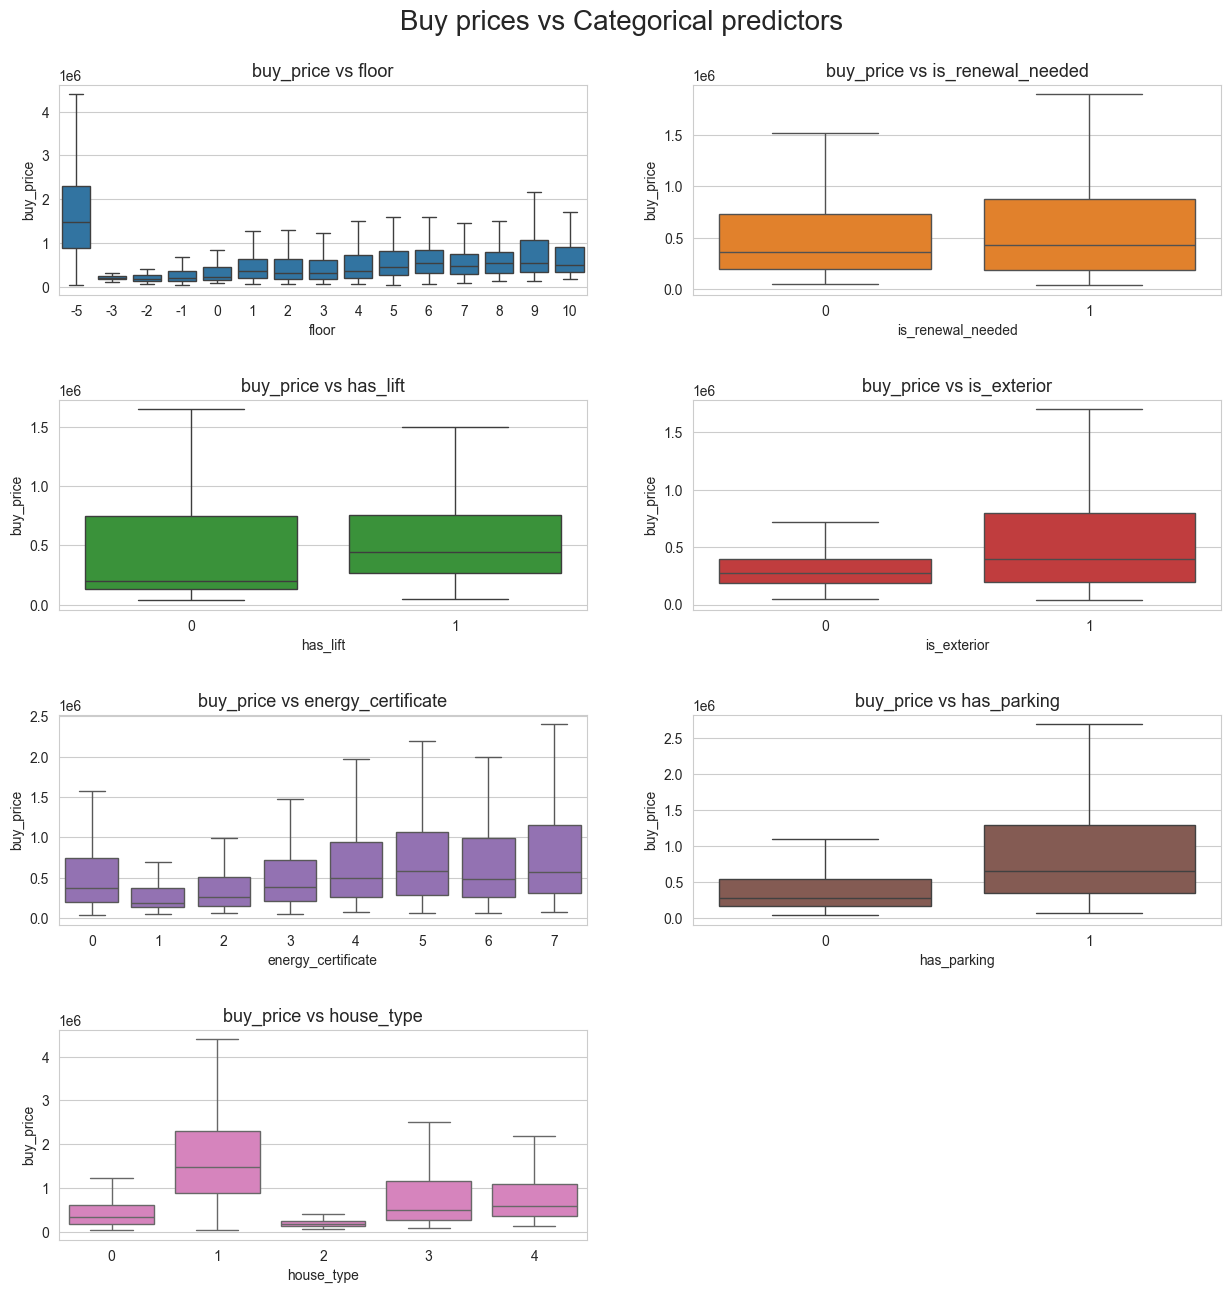 Buy prices vs Categorical predictors
buy_price vs floor
1e6
buy_price
4
3
2
1
0
-5 -3 -2 -1 0 1 2 3 4 5 6 7 8 9 10
floor
buy_price vs is_renewal_needed
1e6
buy_price
1.5
1.0
0.5
0.0
0 1
is_renewal_needed
buy_price vs has_lift
1e6
buy_price
1.5
1.0
0.5
0.0
0 1
has_lift
buy_price vs is_exterior
1e6
buy_price
1.5
1.0
0.5
0.0
0 1
is_exterior
buy_price vs energy_certificate
1e6
buy_price
2.5
2.0
1.5
1.0
0.5
0.0
0 1 2 3 4 5 6 7
energy_certificate
buy_price vs has_parking
1e6
buy_price
2.5
2.0
1.5
1.0
0.5
0.0
0 1
has_parking
buy_price vs house_type
1e6
buy_price
4
3
2
1
0
0 1 2 3 4
house_type